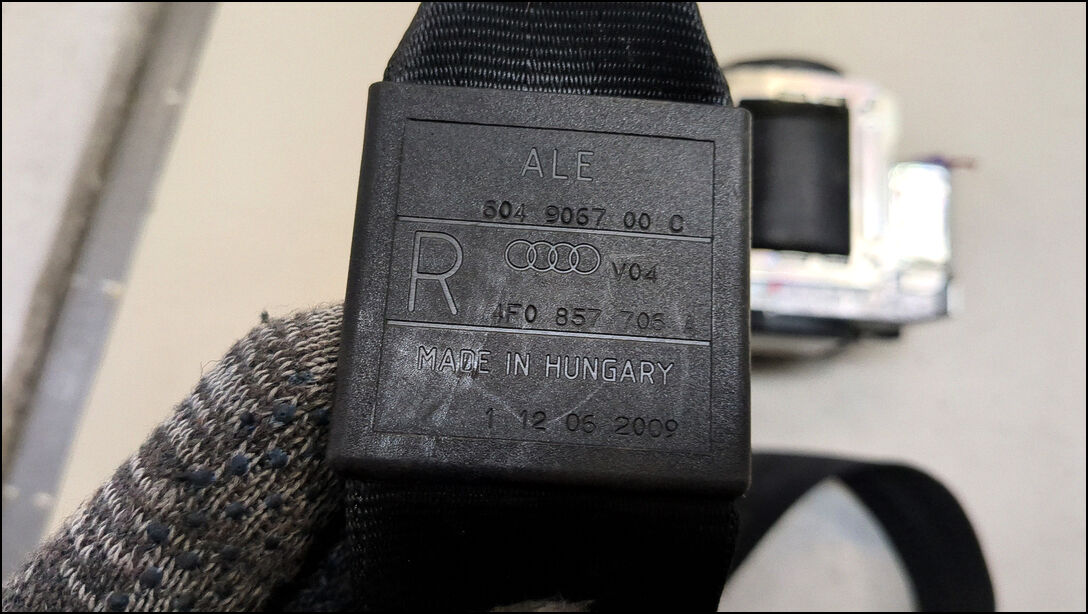 ALE
604 9067 00 C
R
V04
4F0 857 706
MADE IN HUNGARY
1 12 06 2009